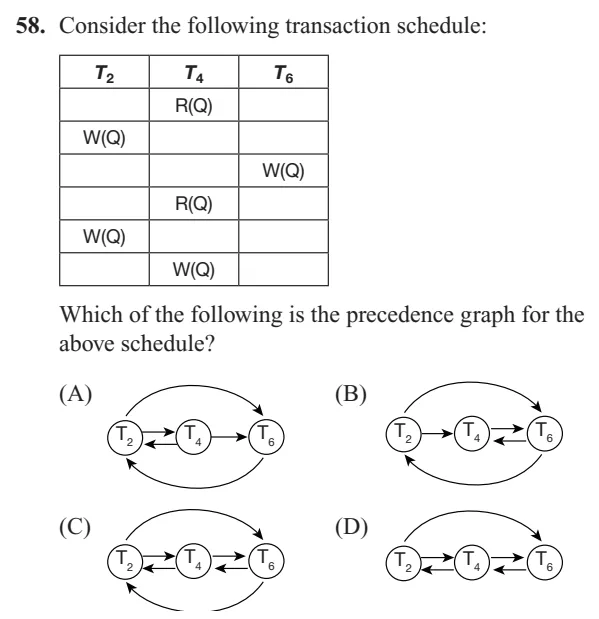 58. Consider the following transaction schedule:
T2 T4 T6
R(Q)
W(Q)
W(Q)
R(Q)
W(Q)
W(Q)
Which of the following is the precedence graph for the
above schedule?
(A) T2 T4 T6
(B) T2 T4 T6
(C) T2 T4 T6
(D) T2 T4 T6